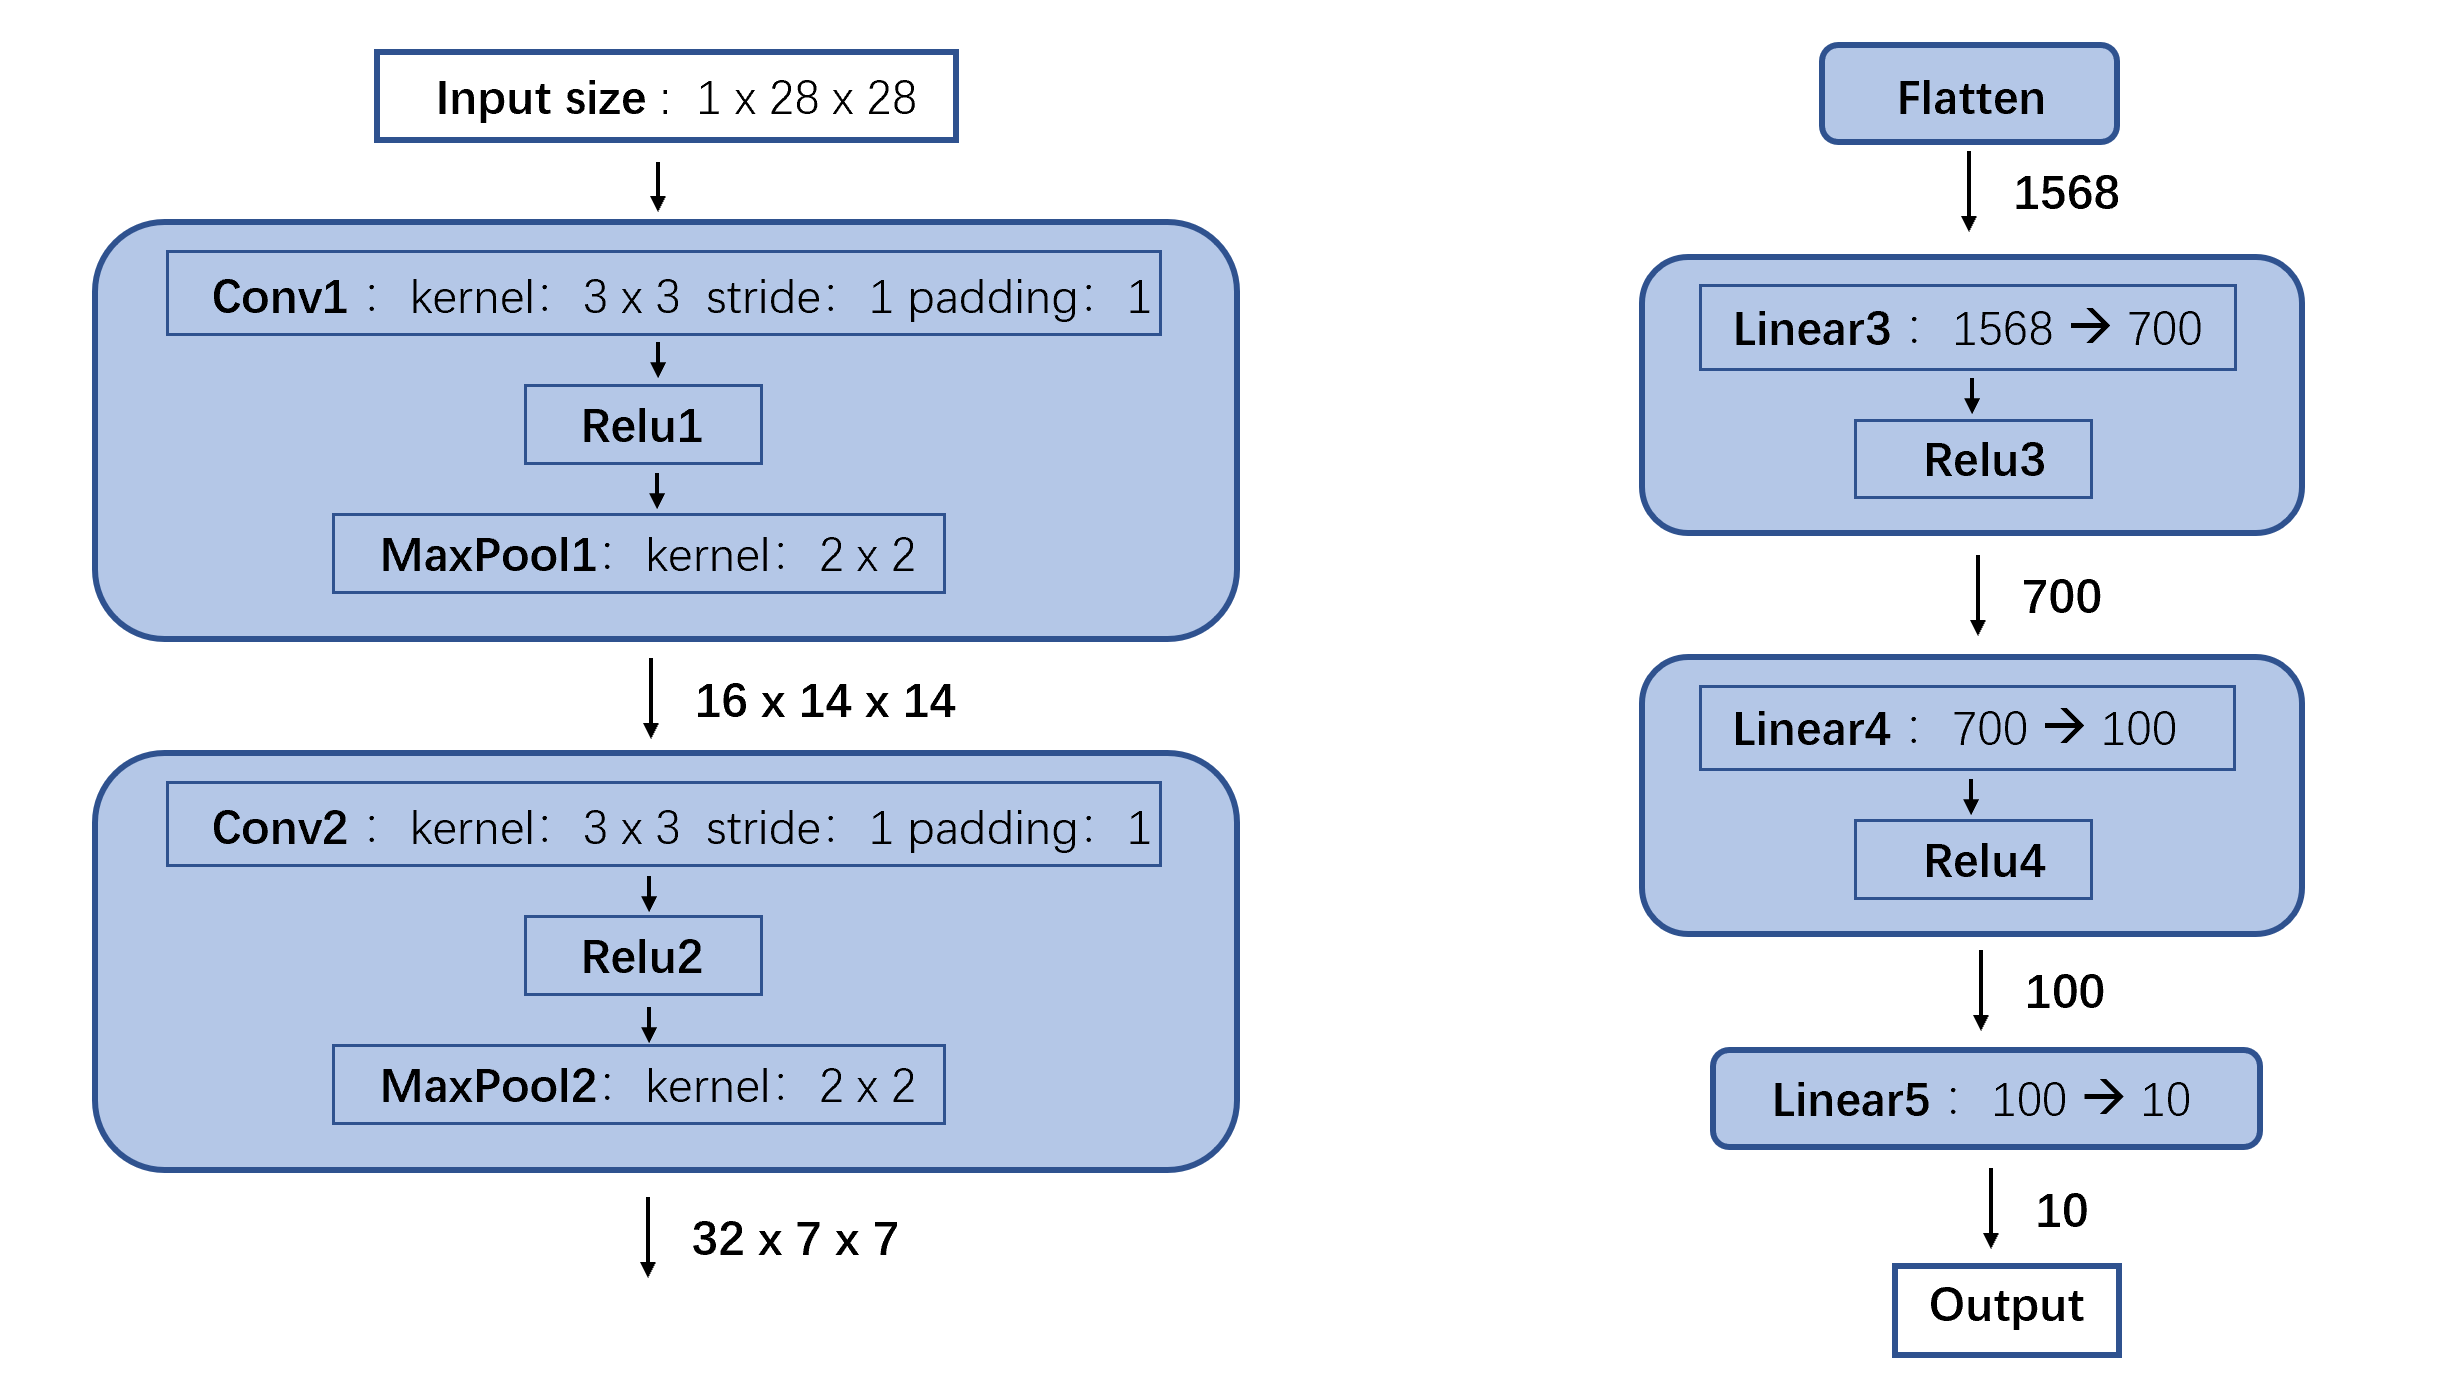 Input size : 1 x 28 x 28
Conv1 : kernel: 3 x 3 stride: 1 padding: 1
Relu1
MaxPool1: kernel: 2 x 2
16 x 14 x 14
Conv2 : kernel: 3 x 3 stride: 1 padding: 1
Relu2
MaxPool2: kernel: 2 x 2
32 x 7 x 7
Flatten
1568
Linear3 : 1568 → 700
Relu3
700
Linear4 : 700 → 100
Relu4
100
Linear5 : 100 → 10
10
Output